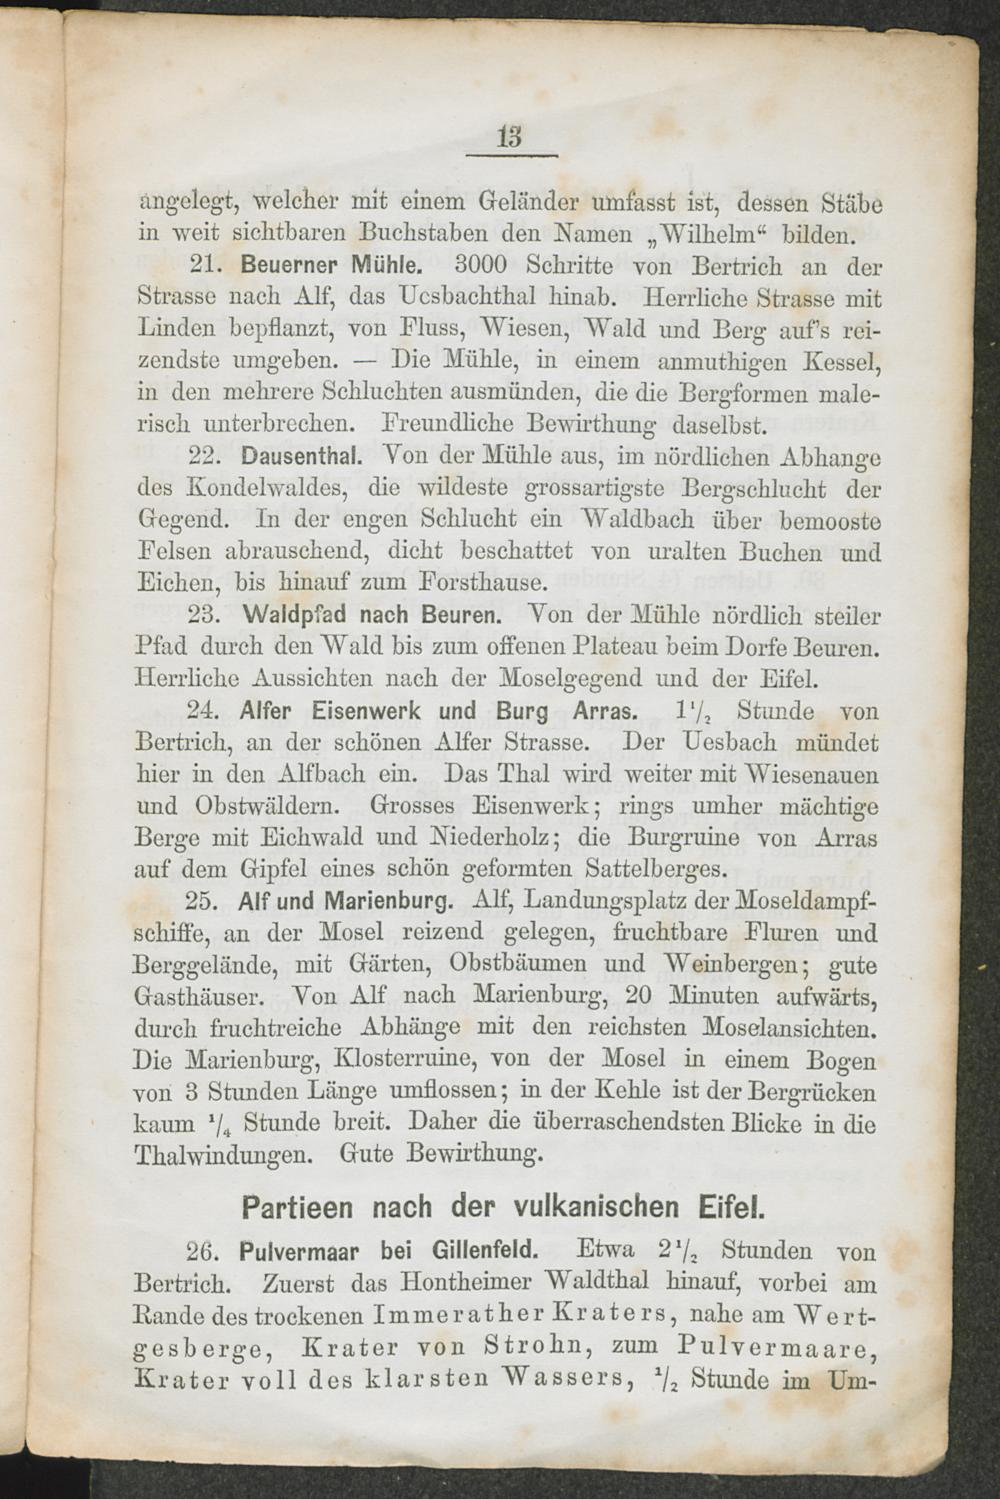 13
angelegt, welcher mit einem Geländer umfasst ist, dessen Stäbe
in weit sichtbaren Buchstaben den Namen „Wilhelm“ bilden.
21. Beuerner Mühle. 3000 Schritte von Bertrich an der
Strasse nach Alf, das Uesbachthal hinab. Herrliche Strasse mit
Linden bepflanzt, von Fluss, Wiesen, Wald und Berg auf's rei-
zendste umgeben. — Die Mühle, in einem anmuthigen Kessel,
in den mehrere Schluchten ausmünden, die die Bergformen male-
risch unterbrechen. Freundliche Bewirthung daselbst.
22. Dausenthal. Von der Mühle aus, im nördlichen Abhange
des Kondelwaldes, die wildeste grossartigste Bergschlucht der
Gegend. In der engen Schlucht ein Waldbach über bemooste
Felsen abrauschend, dicht beschattet von uralten Buchen und
Eichen, bis hinauf zum Forsthause.
23. Waldpfad nach Beuren. Von der Mühle nördlich steiler
Pfad durch den Wald bis zum offenen Plateau beim Dorfe Beuren.
Herrliche Aussichten nach der Moselgegend und der Eifel.
24. Alfer Eisenwerk und Burg Arras. 1½ Stunde von
Bertrich, an der schönen Alfer Strasse. Der Uesbach mündet
hier in den Alfbach ein. Das Thal wird weiter mit Wiesenauen
und Obstwäldern. Grosses Eisenwerk; rings umher mächtige
Berge mit Eichwald und Niederholz; die Burgruine von Arras
auf dem Gipfel eines schön geformten Sattelberges.
25. Alf und Marienburg. Alf, Landungsplatz der Moseldampf-
schiffe, an der Mosel reizend gelegen, fruchtbare Fluren und
Berggelände, mit Gärten, Obstbäumen und Weinbergen; gute
Gasthäuser. Von Alf nach Marienburg, 20 Minuten aufwärts,
durch fruchtreiche Abhänge mit den reichsten Moselansichten.
Die Marienburg, Klosterruine, von der Mosel in einem Bogen
von 3 Stunden Länge umflossen; in der Kehle ist der Bergrücken
kaum ¼ Stunde breit. Daher die überraschendsten Blicke in die
Thalwindungen. Gute Bewirthung.
Partieen nach der vulkanischen Eifel.
26. Pulvermaar bei Gillenfeld. Etwa 2½ Stunden von
Bertrich. Zuerst das Hontheimer Waldthal hinauf, vorbei am
Rande des trockenen Immerather Kraters, nahe am Wert-
gesberge, Krater von Strohn, zum Pulvermaare,
Krater voll des klarsten Wassers, ½ Stunde im Um-